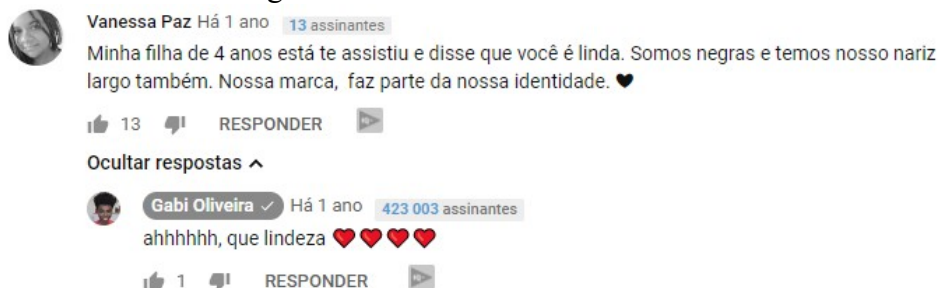 Vanessa Paz Há 1 ano 13 assinantes
Minha filha de 4 anos está te assistiu e disse que você é linda. Somos negras e temos nosso nariz
largo também. Nossa marca, faz parte da nossa identidade. 🖤
13 RESPONDER
Ocultar respostas
Gabi Oliveira ✓ Há 1 ano 423 003 assinantes
ahhhhhh, que lindeza ❤❤❤❤
1 RESPONDER